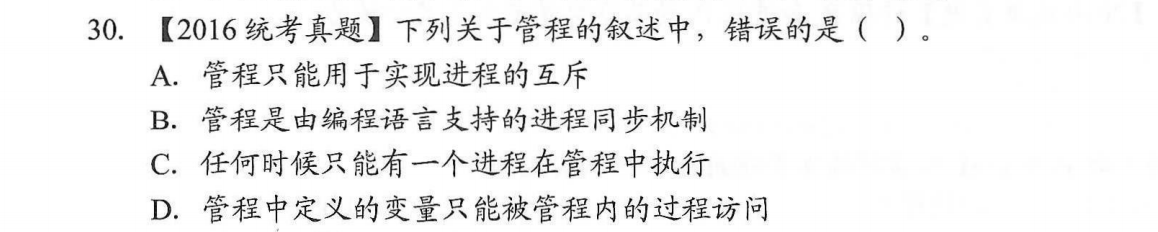 30. 【2016 统考真题】下列关于管程的叙述中，错误的是（ ）。
A. 管程只能用于实现进程的互斥
B. 管程是由编程语言支持的进程同步机制
C. 任何时候只能有一个进程在管程中执行
D. 管程中定义的变量只能被管程内的过程访问